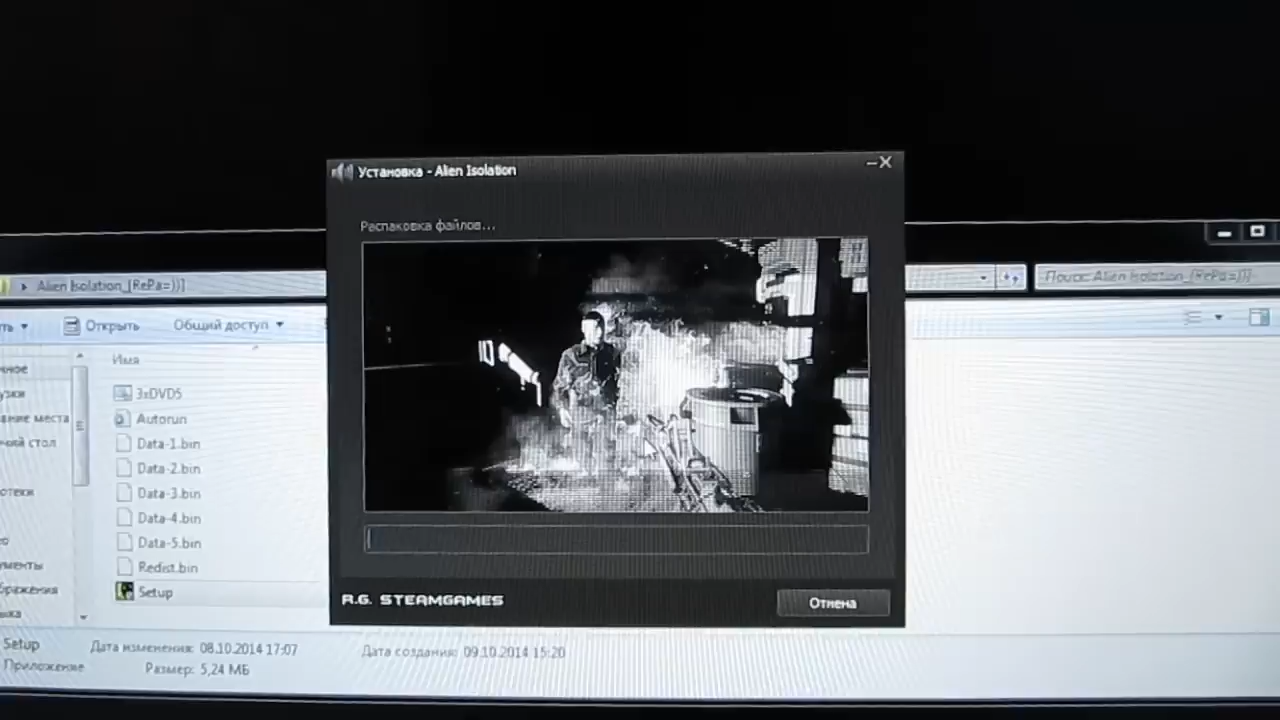 Установка - Alien Isolation
Распаковка файлов...
Alien Isolation_[RePa=))]
Поиск: Alien Isolation_[RePa=))]
Открыть
Общий доступ
Имя
3xDVD5
Autorun
Data-1.bin
Data-2.bin
Data-3.bin
Data-4.bin
Data-5.bin
Redist.bin
Setup
R.G. STEAMGAMES
Отмена
Setup
Дата изменения: 08.10.2014 17:07
Дата создания: 09.10.2014 15:20
Приложение
Размер: 5,24 МБ